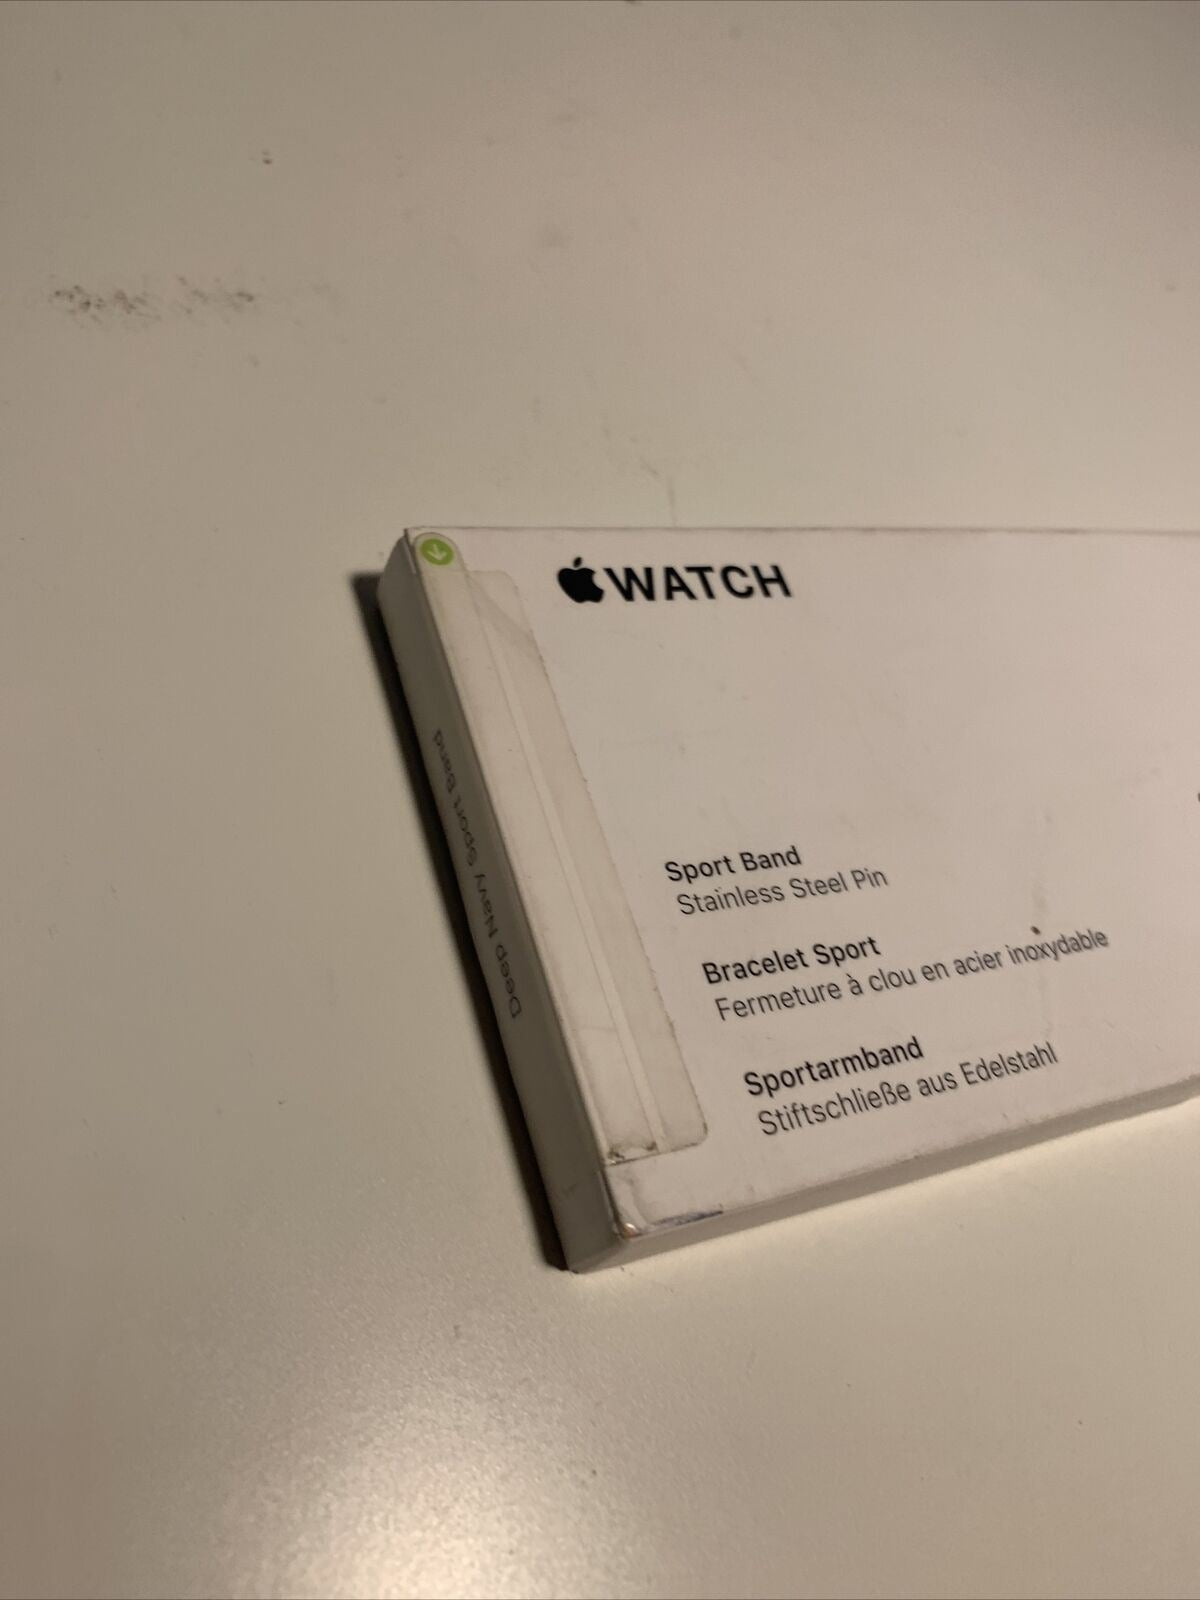 WATCH
Sport Band
Stainless Steel Pin
Bracelet Sport
Fermeture à clou en acier inoxydable
Sportarmband
Stiftschließe aus Edelstahl
Deep Navy Sport Band